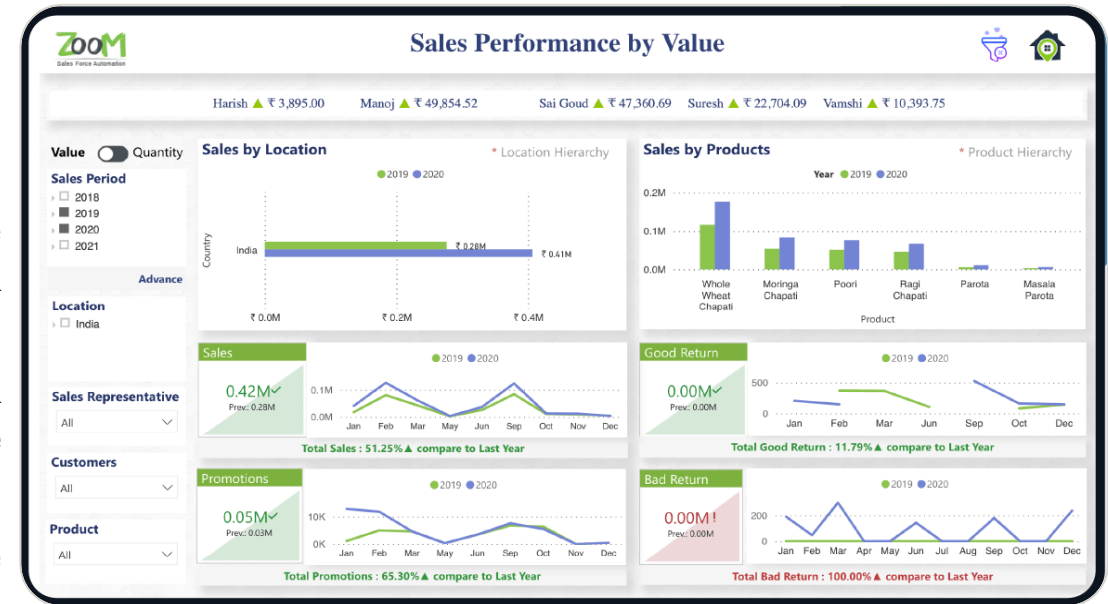 ZooM
Sales Force Automation
Sales Performance by Value
Harish ▲ ₹ 3,895.00 Manoj ▲ ₹ 49,854.52 Sai Goud ▲ ₹ 47,360.69 Suresh ▲ ₹ 22,704.09 Vamshi ▲ ₹ 10,393.75
Value Quantity
Sales Period
2018
2019
2020
2021
Advance
Location
India
Sales Representative
All
Customers
All
Product
All
Sales by Location
* Location Hierarchy
2019 2020
Country
India
₹ 0.28M
₹ 0.41M
₹ 0.0M ₹ 0.2M ₹ 0.4M
Sales by Products
* Product Hierarchy
Year 2019 2020
0.2M
0.1M
0.0M
Whole Wheat Chapati
Moringa Chapati
Poori
Ragi Chapati
Parota
Masala Parota
Product
Sales
0.42M✓
Prev.: 0.28M
2019 2020
0.1M
0.0M
Jan Feb Mar May Jun Sep Oct Nov Dec
Total Sales : 51.25%▲ compare to Last Year
Good Return
0.00M✓
Prev.: 0.00M
2019 2020
500
0
Jan Feb Mar Jun Sep Oct Dec
Total Good Return : 11.79%▲ compare to Last Year
Promotions
0.05M✓
Prev.: 0.03M
2019 2020
10K
0K
Jan Feb Mar May Jun Sep Oct Nov Dec
Total Promotions : 65.30%▲ compare to Last Year
Bad Return
0.00M!
Prev.: 0.00M
2019 2020
200
0
Jan Feb Mar Apr May Jun Jul Aug Sep Oct Nov Dec
Total Bad Return : 100.00%▲ compare to Last Year